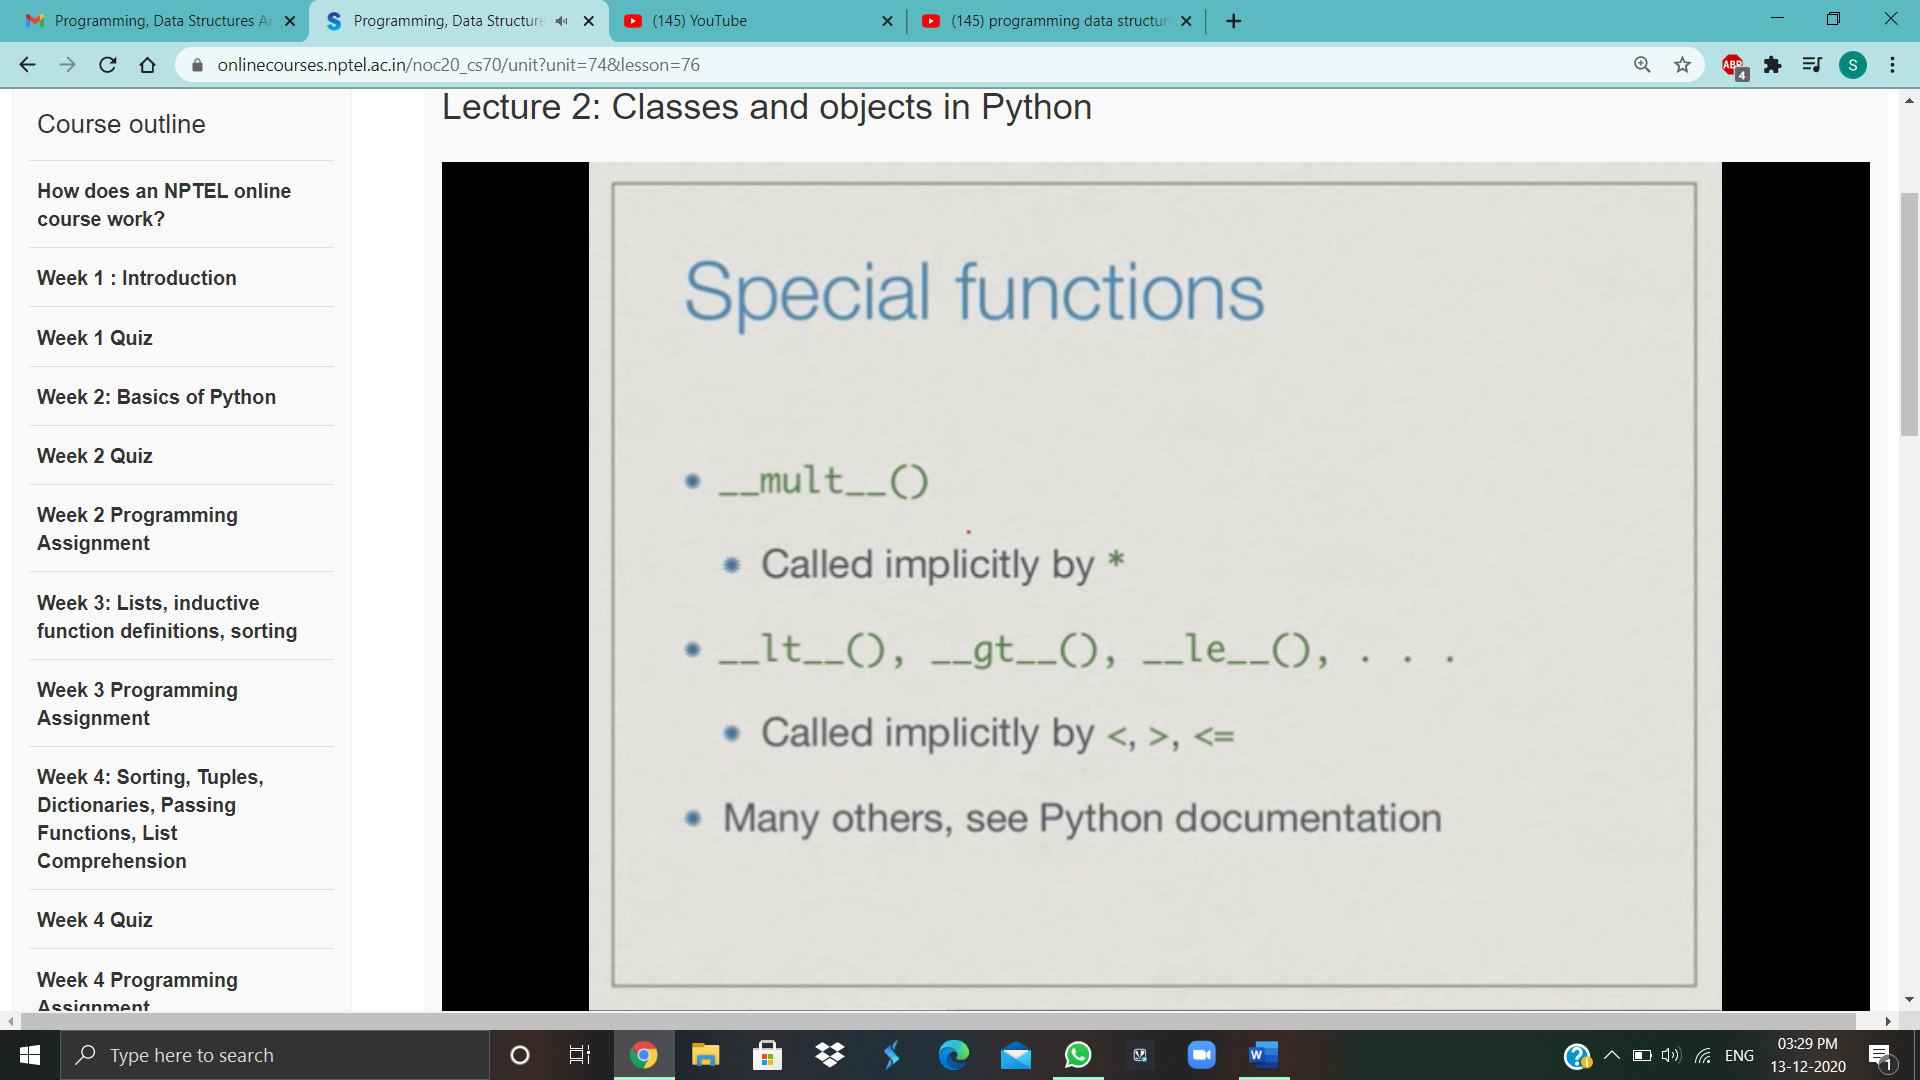 Programming, Data Structures Ar
Programming, Data Structure
(145) YouTube
(145) programming data structur
onlinecourses.nptel.ac.in/noc20_cs70/unit?unit=74&lesson=76
ABP
4
S
Lecture 2: Classes and objects in Python
Course outline
How does an NPTEL online
course work?
Week 1 : Introduction
Week 1 Quiz
Week 2: Basics of Python
Week 2 Quiz
Week 2 Programming
Assignment
Week 3: Lists, inductive
function definitions, sorting
Week 3 Programming
Assignment
Week 4: Sorting, Tuples,
Dictionaries, Passing
Functions, List
Comprehension
Week 4 Quiz
Week 4 Programming
Assignment
Special functions
__mult__()
Called implicitly by *
__lt__(), __gt__(), __le__(), . . .
Called implicitly by <, >, <=
Many others, see Python documentation
Type here to search
ENG
03:29 PM
13-12-2020
1